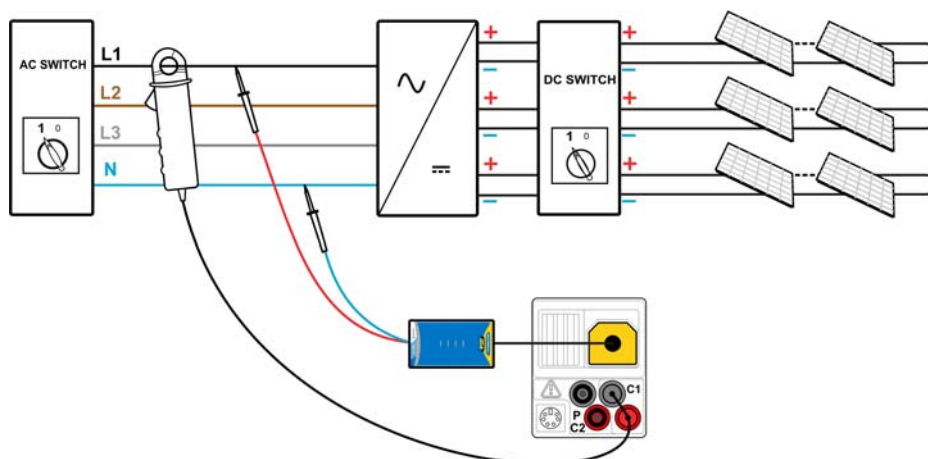 AC SWITCH
1 0
L1
L2
L3
N
+
−
+
−
+
−
DC SWITCH
1 0
+
−
+
−
+
−
C1
P
C2